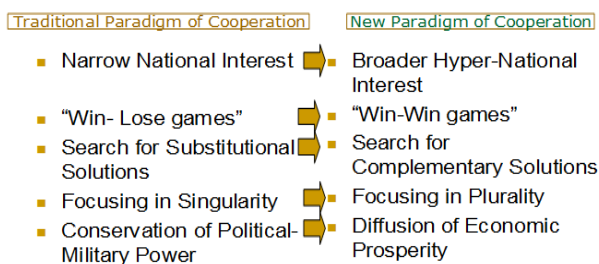 Traditional Paradigm of Cooperation
New Paradigm of Cooperation
Narrow National Interest
Broader Hyper-National
Interest
“Win- Lose games”
“Win-Win games”
Search for Substitutional
Solutions
Search for
Complementary Solutions
Focusing in Singularity
Focusing in Plurality
Conservation of Political-
Military Power
Diffusion of Economic
Prosperity